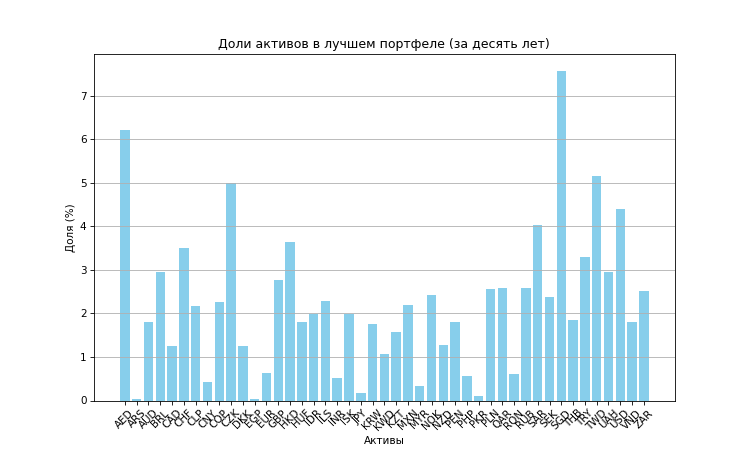 Доли активов в лучшем портфеле (за десять лет)
Доля (%)
7
6
5
4
3
2
1
0
AED ARS AUD BRL CAD CHF CLP CNY COP CZK DKK EGP EUR GBP HKD HUF IDR ILS INR ISK JPY KRW KWD KZT MXN MYR NOK NZD PEN PHP PKR PLN QAR RON RUB SAR SEK SGD THB TRY TWD UAH USD VND ZAR
Активы